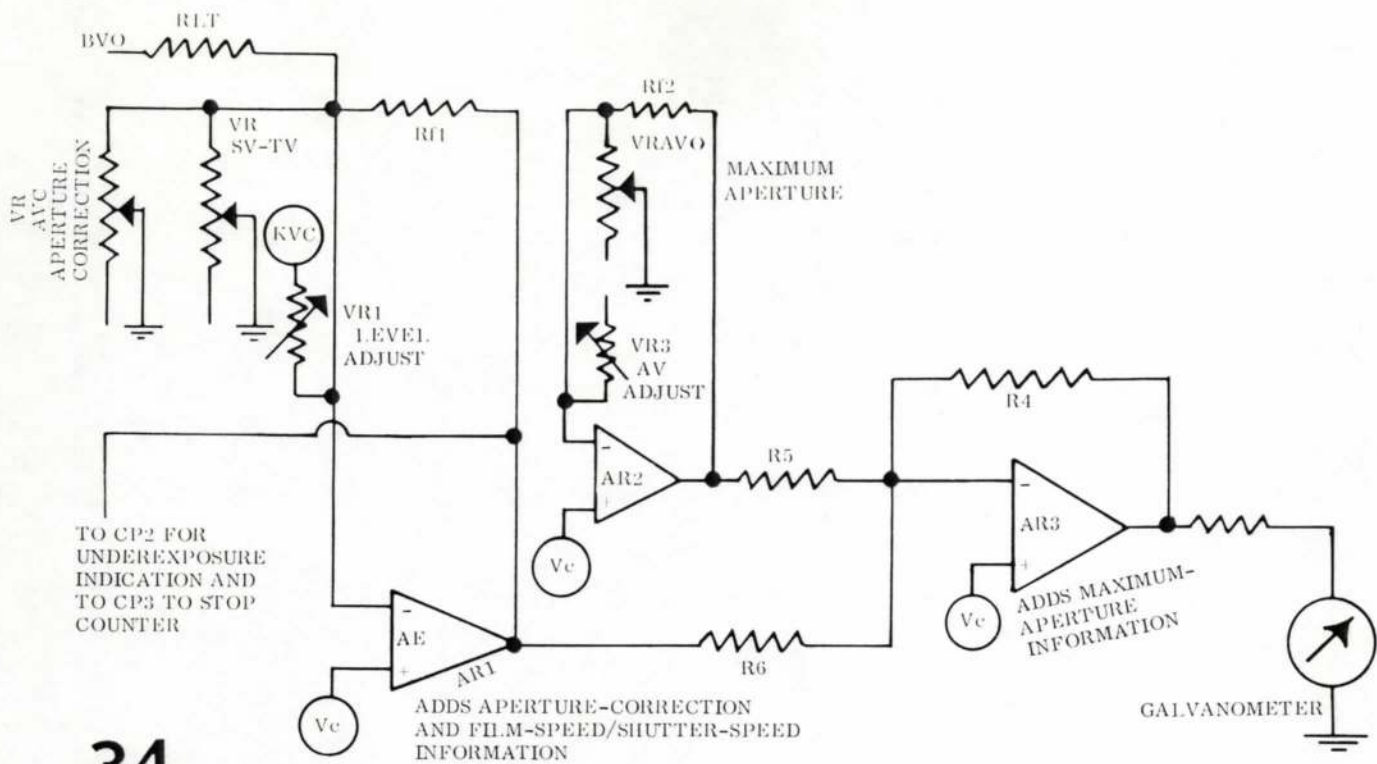 RLT
BVO
VR
AVC
APERTURE
CORRECTION
VR
SV-TV
Rf1
KVC
VR1
LEVEL
ADJUST
Rf2
VRAVO
MAXIMUM
APERTURE
VR3
AV
ADJUST
TO CP2 FOR
UNDEREXPOSURE
INDICATION AND
TO CP3 TO STOP
COUNTER
-
AE
+
AR1
Vc
ADDS APERTURE-CORRECTION
AND FILM-SPEED/SHUTTER-SPEED
INFORMATION
-
AR2
+
Vc
R5
R6
R4
-
AR3
+
Vc
ADDS MAXIMUM-
APERTURE
INFORMATION
GALVANOMETER
34